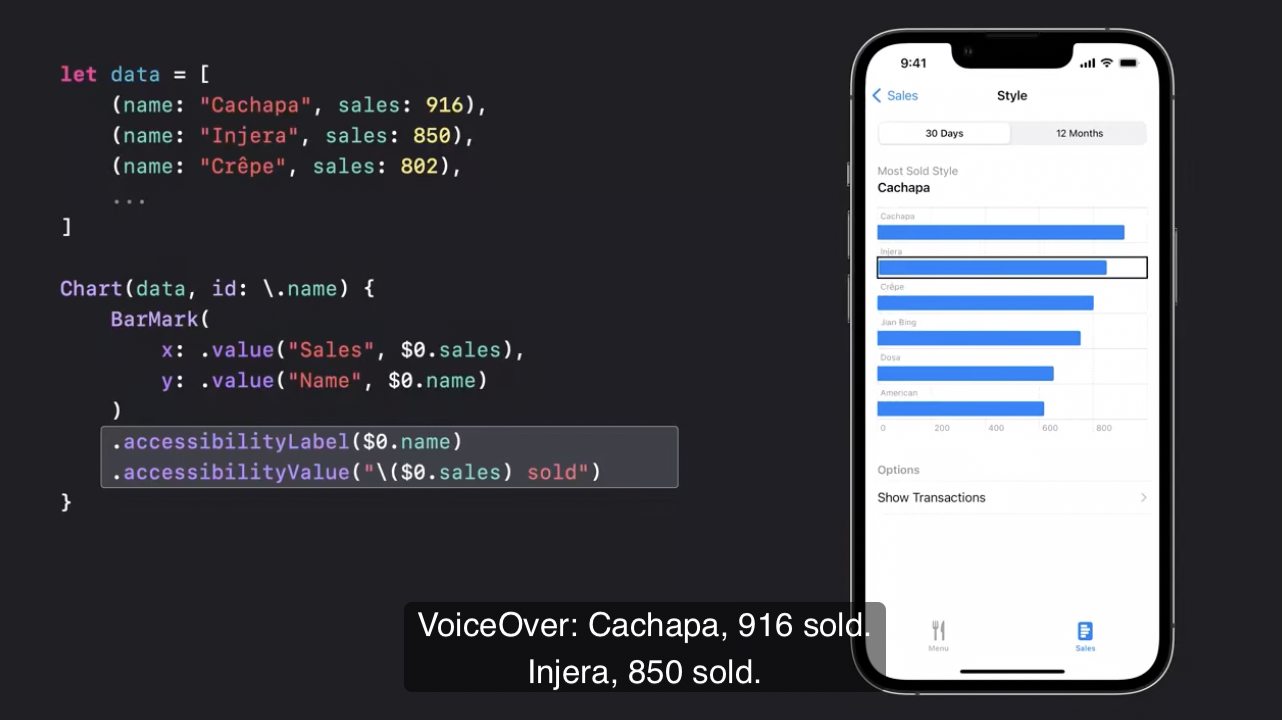 let data = [
(name: "Cachapa", sales: 916),
(name: "Injera", sales: 850),
(name: "Crêpe", sales: 802),
...
]
Chart(data, id: \.name) {
BarMark(
x: .value("Sales", $0.sales),
y: .value("Name", $0.name)
)
.accessibilityLabel($0.name)
.accessibilityValue("\($0.sales) sold")
}
9:41
Sales
Style
30 Days
12 Months
Most Sold Style
Cachapa
Cachapa
Injera
Crêpe
Jian Bing
Dosa
American
0 200 400 600 800
Options
Show Transactions
Menu
Sales
VoiceOver: Cachapa, 916 sold.
Injera, 850 sold.